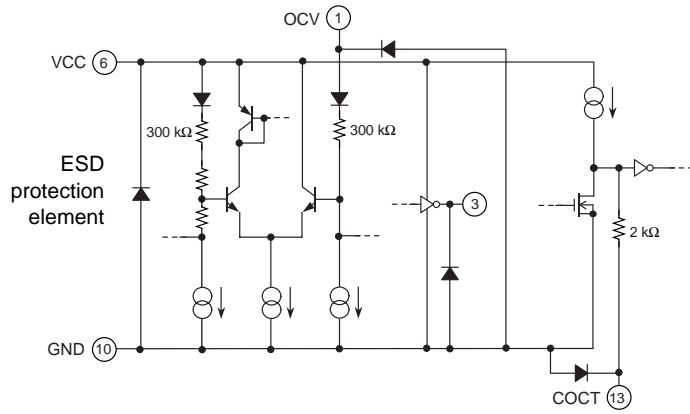 OCV 1
VCC 6
300 kΩ
300 kΩ
ESD
protection
element
3
2 kΩ
GND 10
COCT 13